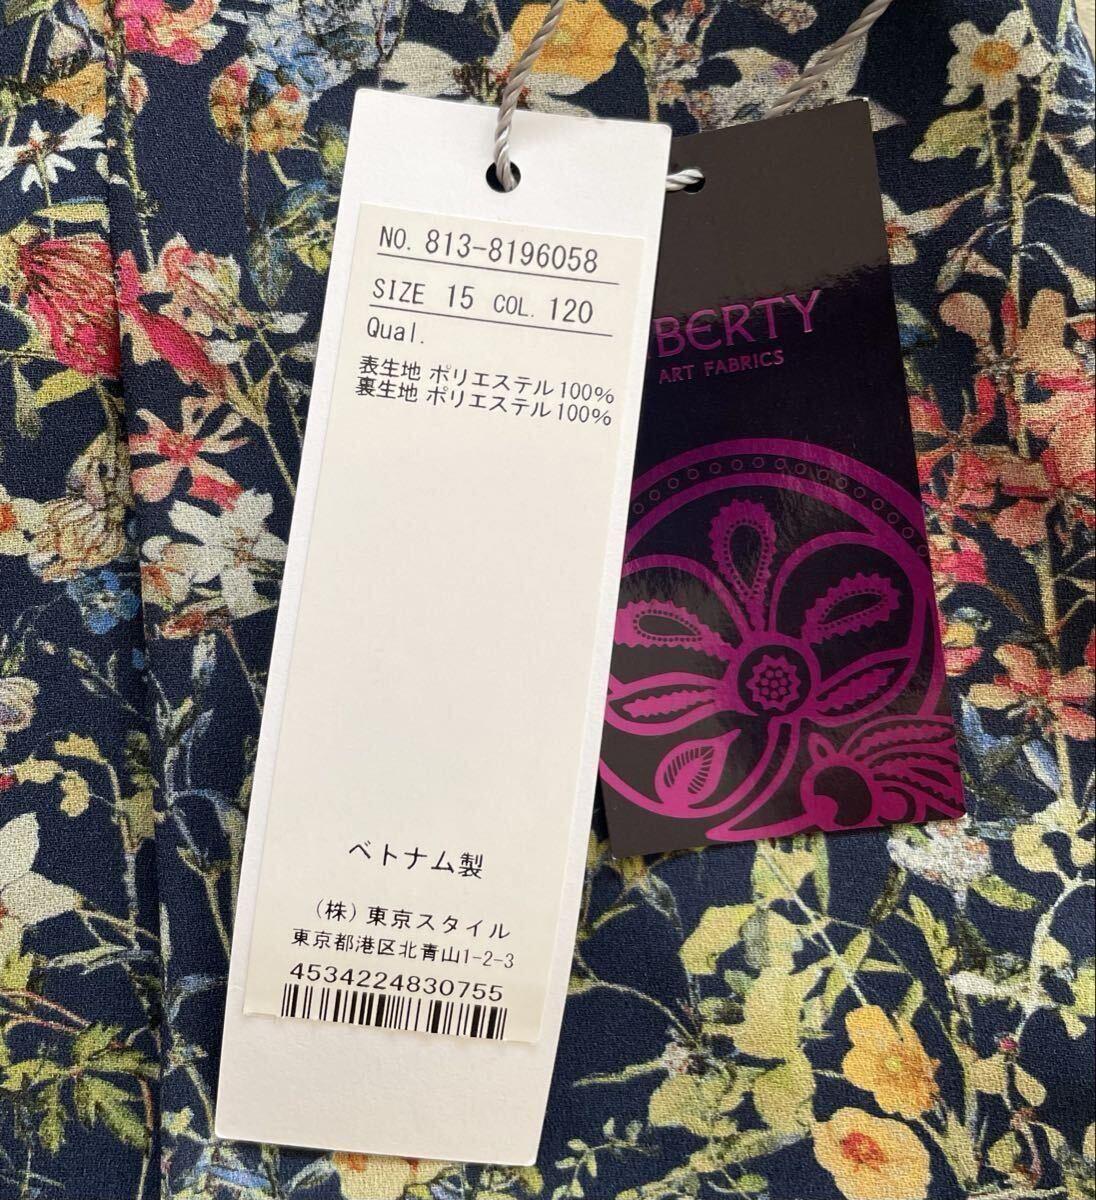 NO. 813-8196058
SIZE 15 COL. 120
Qual.
表生地 ポリエステル100%
裏生地 ポリエステル100%
ベトナム製
(株)東京スタイル
東京都港区北青山1-2-3
4534224830755
IBERTY
ART FABRICS